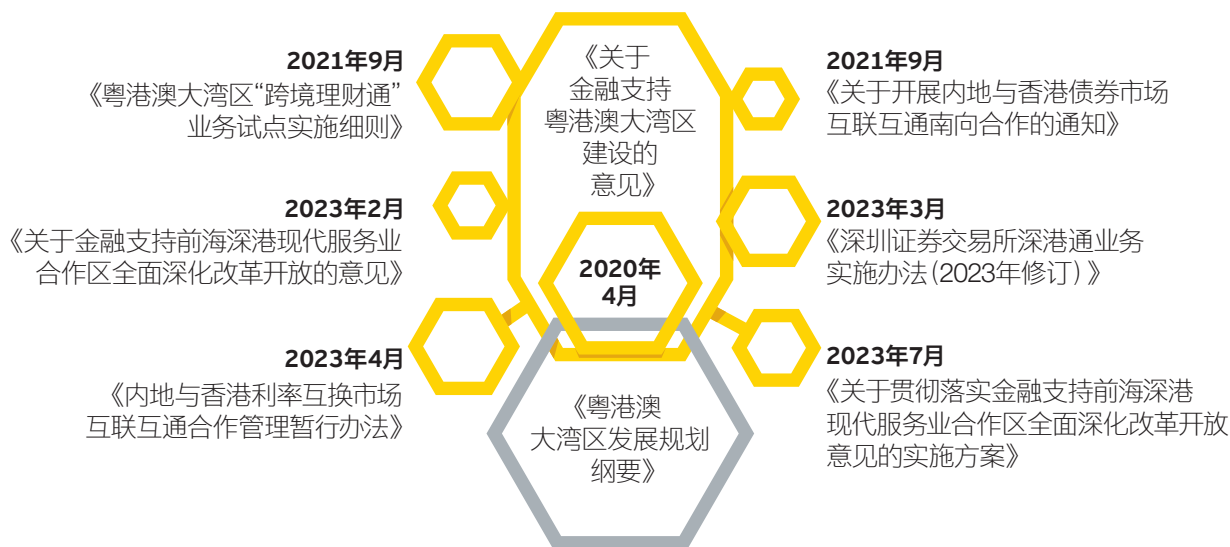 2021年9月
《粤港澳大湾区“跨境理财通”
业务试点实施细则》
2023年2月
《关于金融支持前海深港现代服务业
合作区全面深化改革开放的意见》
2023年4月
《内地与香港利率互换市场
互联互通合作管理暂行办法》
《关于
金融支持
粤港澳大湾区
建设的
意见》
2020年
4月
《粤港澳
大湾区发展规划
纲要》
2021年9月
《关于开展内地与香港债券市场
互联互通南向合作的通知》
2023年3月
《深圳证券交易所深港通业务
实施办法(2023年修订) 》
2023年7月
《关于贯彻落实金融支持前海深港
现代服务业合作区全面深化改革开放
意见的实施方案》